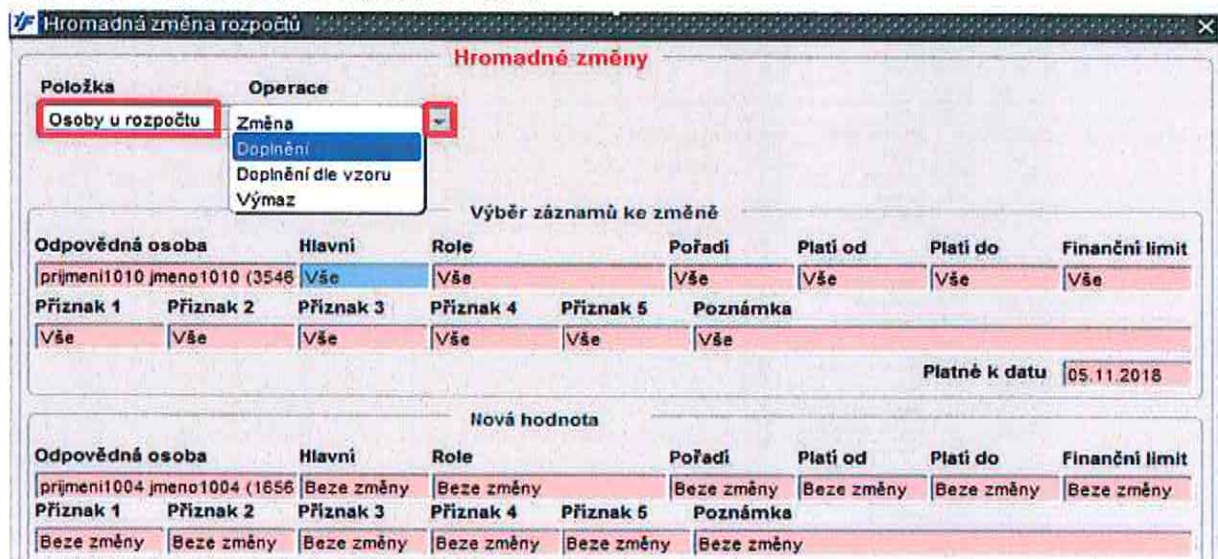 Hromadná změna rozpočtů
Hromadné změny
Položka Operace
Osoby u rozpočtu Změna
Doplnění
Doplnění dle vzoru
Výmaz
Výběr záznamů ke změně
Odpovědná osoba Hlavní Role Pořadí Platí od Platí do Finanční limit
prijmeni1010 jmeno1010 (3546 Vše Vše Vše Vše Vše Vše
Příznak 1 Příznak 2 Příznak 3 Příznak 4 Příznak 5 Poznámka
Vše Vše Vše Vše Vše Vše
Platné k datu 05.11.2018
Nová hodnota
Odpovědná osoba Hlavní Role Pořadí Platí od Platí do Finanční limit
prijmeni1004 jmeno1004 (1656 Beze změny Beze změny Beze změny Beze změny Beze změny Beze změny
Příznak 1 Příznak 2 Příznak 3 Příznak 4 Příznak 5 Poznámka
Beze změny Beze změny Beze změny Beze změny Beze změny Beze změny